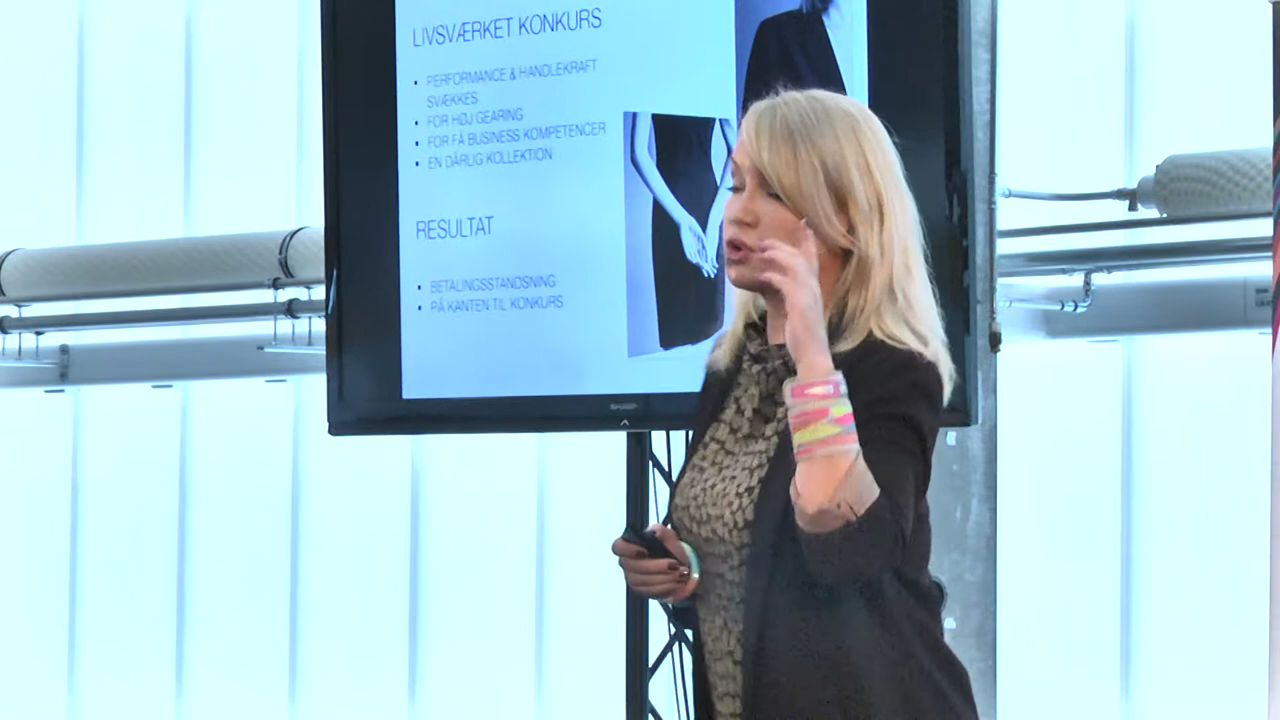 LIVSVÆRKET KONKURS
▪ PERFORMANCE & HANDLEKRAFT
SVÆKKES
▪ FOR HØJ GEARING
▪ FOR FÅ BUSINESS KOMPETENCER
▪ EN DÅRLIG KOLLEKTION
RESULTAT
▪ BETALINGSSTANDSNING
▪ PÅ KANTEN TIL KONKURS
SHARP